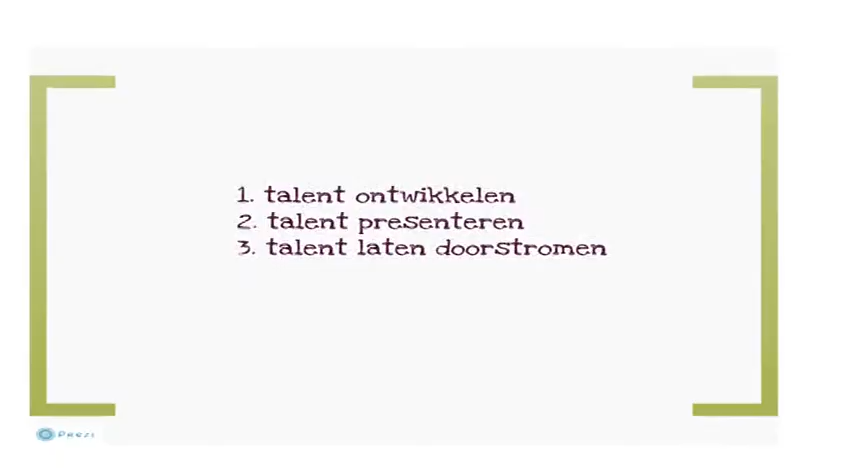 1. talent ontwikkelen
2. talent presenteren
3. talent laten doorstromen
Prezi